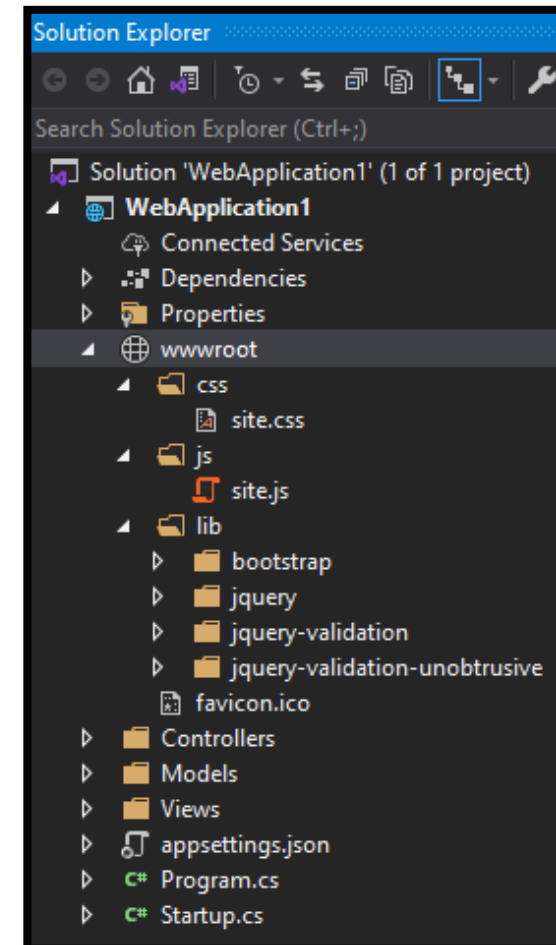 Solution Explorer
Search Solution Explorer (Ctrl+;)
Solution 'WebApplication1' (1 of 1 project)
WebApplication1
Connected Services
Dependencies
Properties
wwwroot
css
site.css
js
site.js
lib
bootstrap
jquery
jquery-validation
jquery-validation-unobtrusive
favicon.ico
Controllers
Models
Views
appsettings.json
C# Program.cs
C# Startup.cs